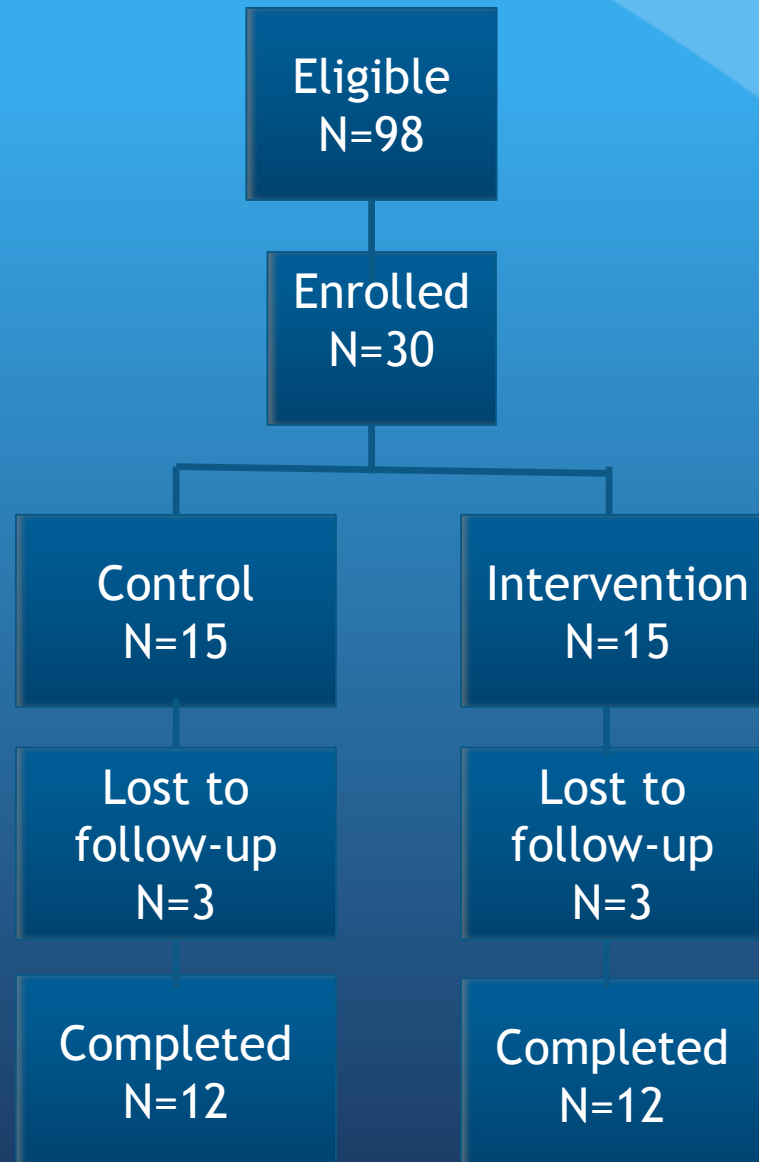 Eligible
N=98
Enrolled
N=30
Control
N=15
Intervention
N=15
Lost to
follow-up
N=3
Lost to
follow-up
N=3
Completed
N=12
Completed
N=12